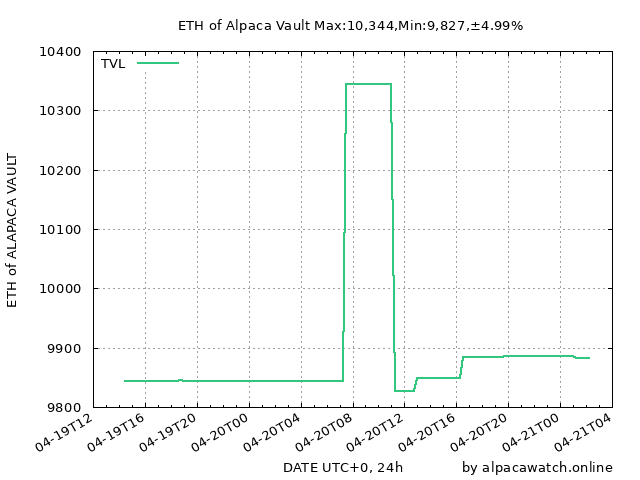 ETH of Alpaca Vault Max:10,344,Min:9,827,±4.99%
TVL
10400
10300
10200
10100
10000
9900
9800
ETH of ALAPACA VAULT
04-19T12
04-19T16
04-19T20
04-20T00
04-20T04
04-20T08
04-20T12
04-20T16
04-20T20
04-21T00
04-21T04
DATE UTC+0, 24h
by alpacawatch.online